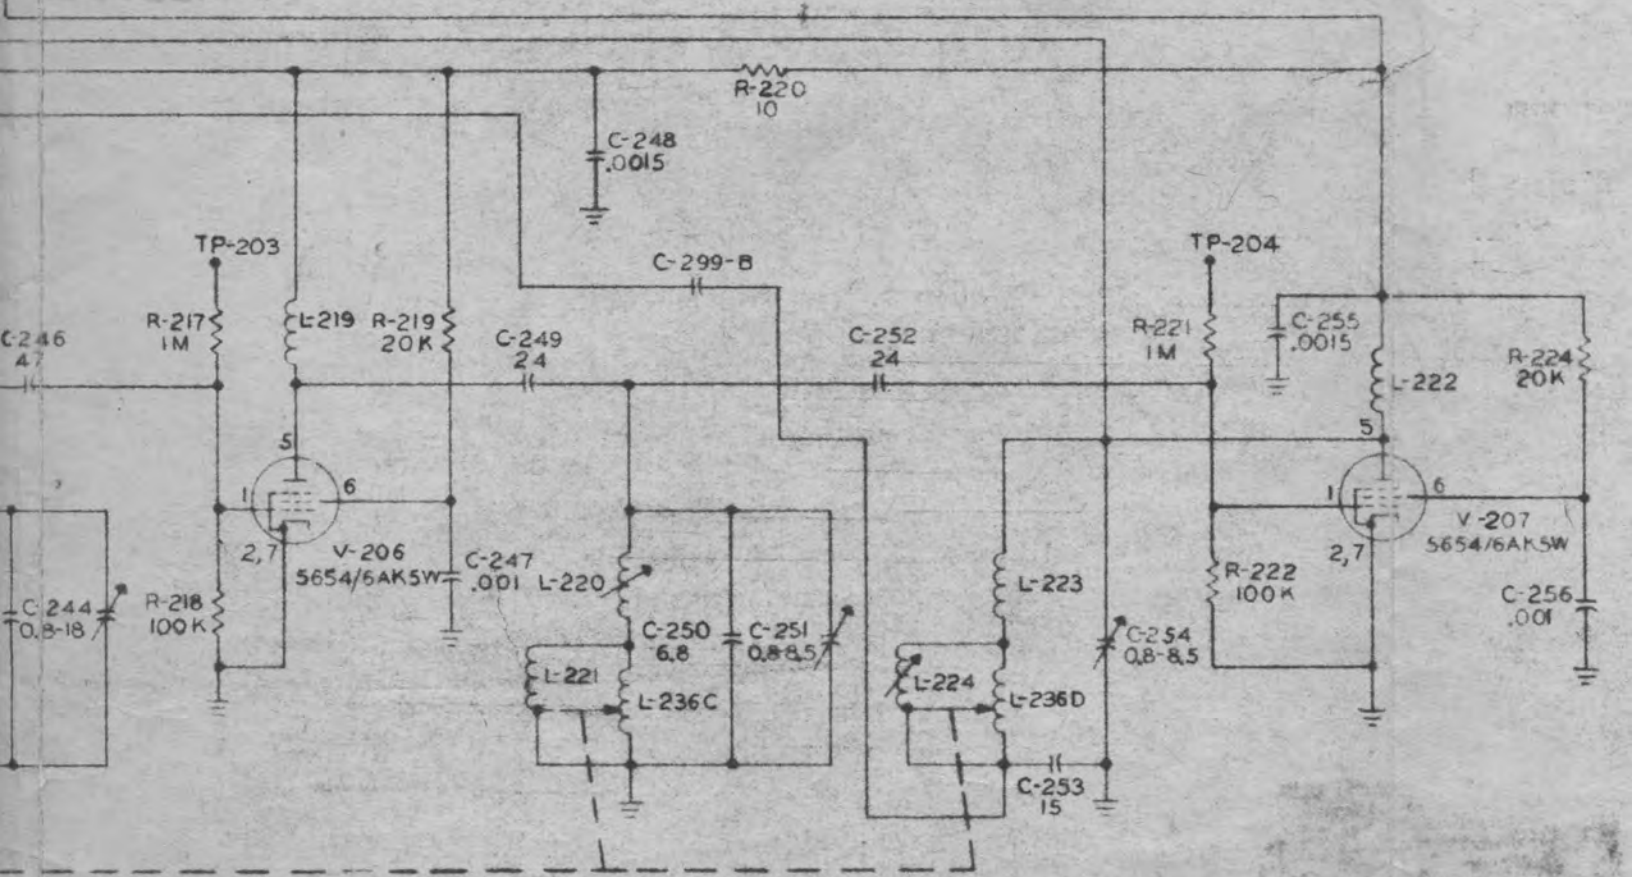 R-220
10
C-248
.0015
TP-203
C-299-B
TP-204
C-246
47
R-217
1M
L-219
R-219
20K
C-249
24
C-252
24
R-221
1M
C-255
.0015
L-222
R-224
20K
5
1
6
2,7
V-206
5654/6AK5W
C-247
.001
L-220
5
1
6
2,7
V-207
5654/6AK5W
C-244
0.8-18
R-218
100K
C-250
6.8
C-251
0.8-8.5
L-221
L-236C
L-223
L-224
L-236D
C-254
0.8-8.5
R-222
100K
C-256
.001
C-253
15